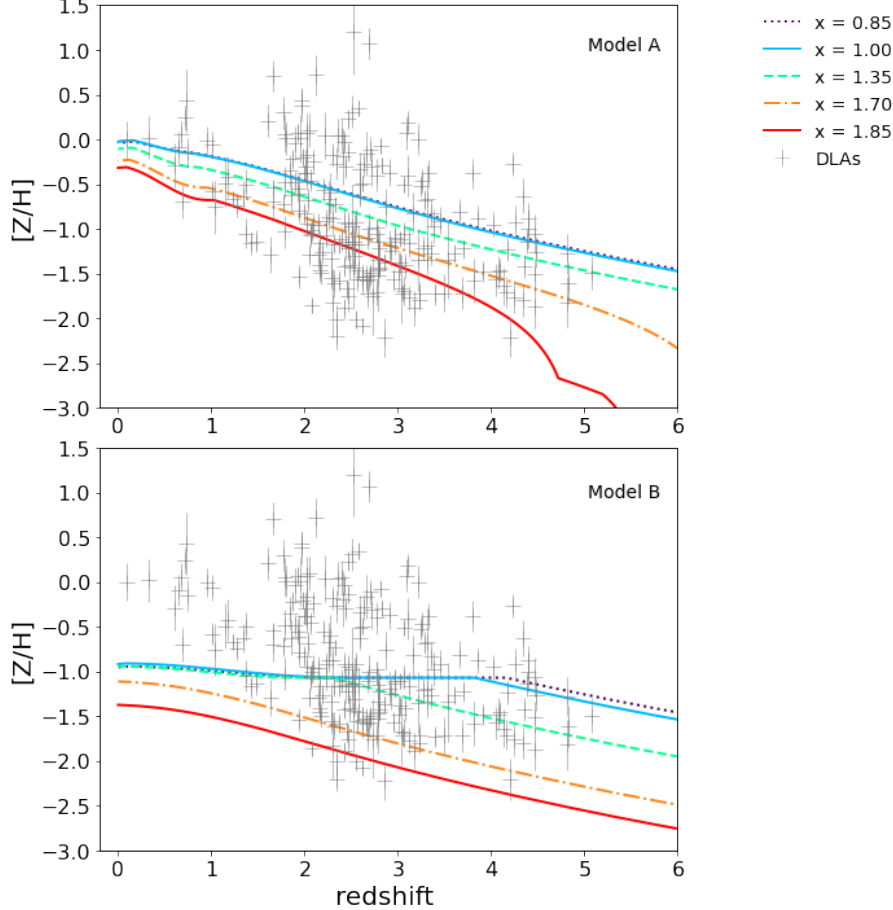 1.5
1.0
0.5
0.0
−0.5
−1.0
−1.5
−2.0
−2.5
−3.0
[Z/H]
Model A
0 1 2 3 4 5 6
x = 0.85
x = 1.00
x = 1.35
x = 1.70
x = 1.85
DLAs
1.5
1.0
0.5
0.0
−0.5
−1.0
−1.5
−2.0
−2.5
−3.0
[Z/H]
Model B
0 1 2 3 4 5 6
redshift